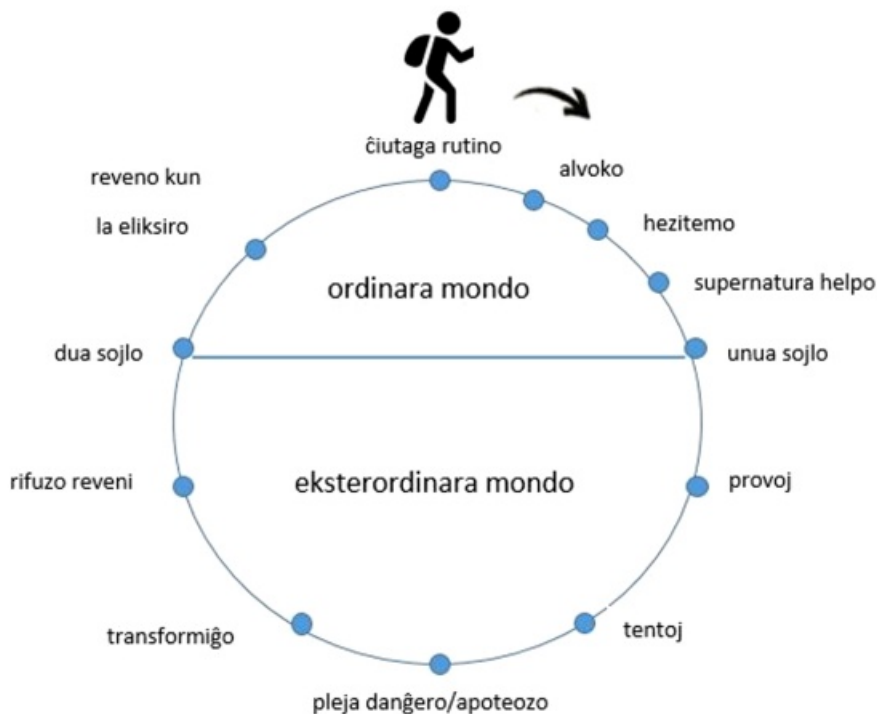 ĉiutaga rutino
alvoko
hezitemo
supernatura helpo
unua sojlo
provoj
tentoj
pleja danĝero/apoteozo
transformiĝo
rifuzo reveni
dua sojlo
reveno kun
la eliksiro
ordinara mondo
eksterordinara mondo